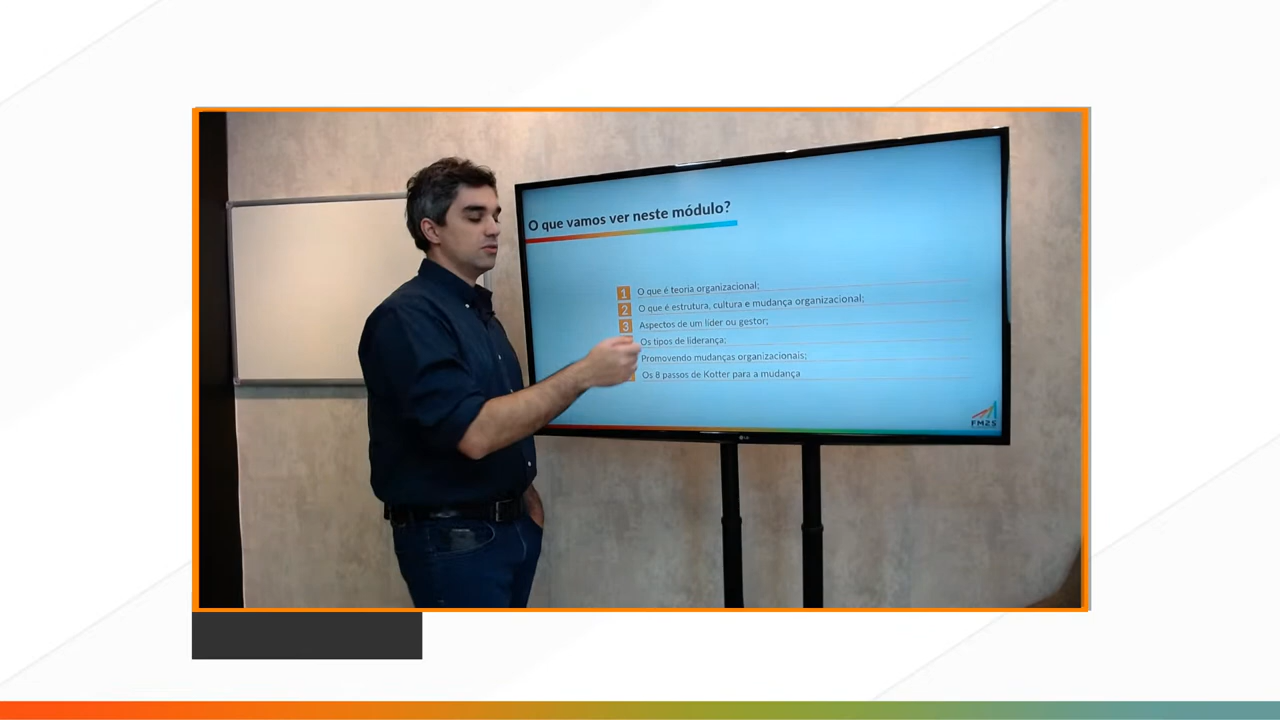 O que vamos ver neste módulo?
1 O que é teoria organizacional;
2 O que é estrutura, cultura e mudança organizacional;
3 Aspectos de um líder ou gestor;
Os tipos de liderança;
Promovendo mudanças organizacionais;
Os 8 passos de Kotter para a mudança
FM2S
LG